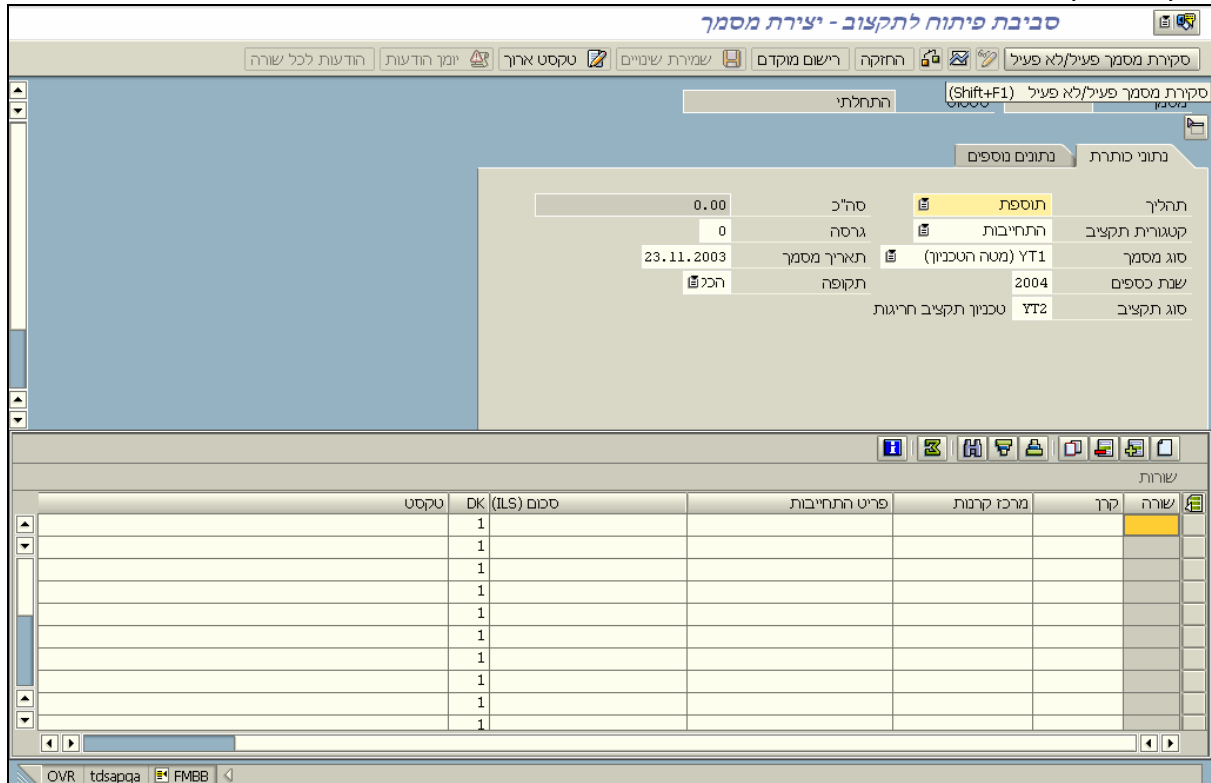 סביבת פיתוח לתקצוב - יצירת מסמך
סקירת מסמך פעיל/לא פעיל החזקה רישום מוקדם שמירת שינויים טקסט ארוך יומן הודעות הודעות לכל שורה
סקירת מסמך פעיל/לא פעיל (Shift+F1)
מסמך סטטוס התחלתי
נתוני כותרת נתונים נוספים
תהליך תוספת סה"כ 0.00
קטגורית תקציב התחייבות גרסה 0
סוג מסמך YT1 (מטה הטכניון) תאריך מסמך 23.11.2003
שנת כספים 2004 תקופה הכל
סוג תקציב YT2 טכניון תקציב חריגות
שורות
שורה קרן מרכז קרנות פריט התחייבות סכום (ILS) DK טקסט
1
1
1
1
1
1
1
1
1
1
OVR tdsapqa FMBB